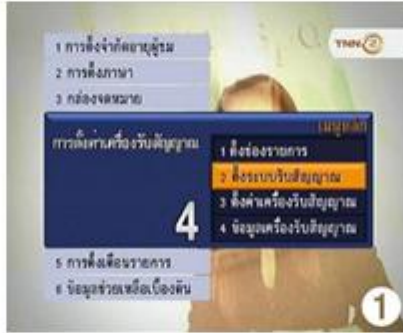 TNN 2
1 การตั้งจำกัดอายุผู้ชม
2 การตั้งภาษา
3 กล่องจดหมาย
เมนูหลัก
การตั้งค่าเครื่องรับสัญญาณ
4
1 ตั้งช่องรายการ
2 ตั้งระบบรับสัญญาณ
3 ตั้งค่าเครื่องรับสัญญาณ
4 ข้อมูลเครื่องรับสัญญาณ
5 การตั้งเตือนรายการ
6 ข้อมูลช่วยเหลือเบื้องต้น
1